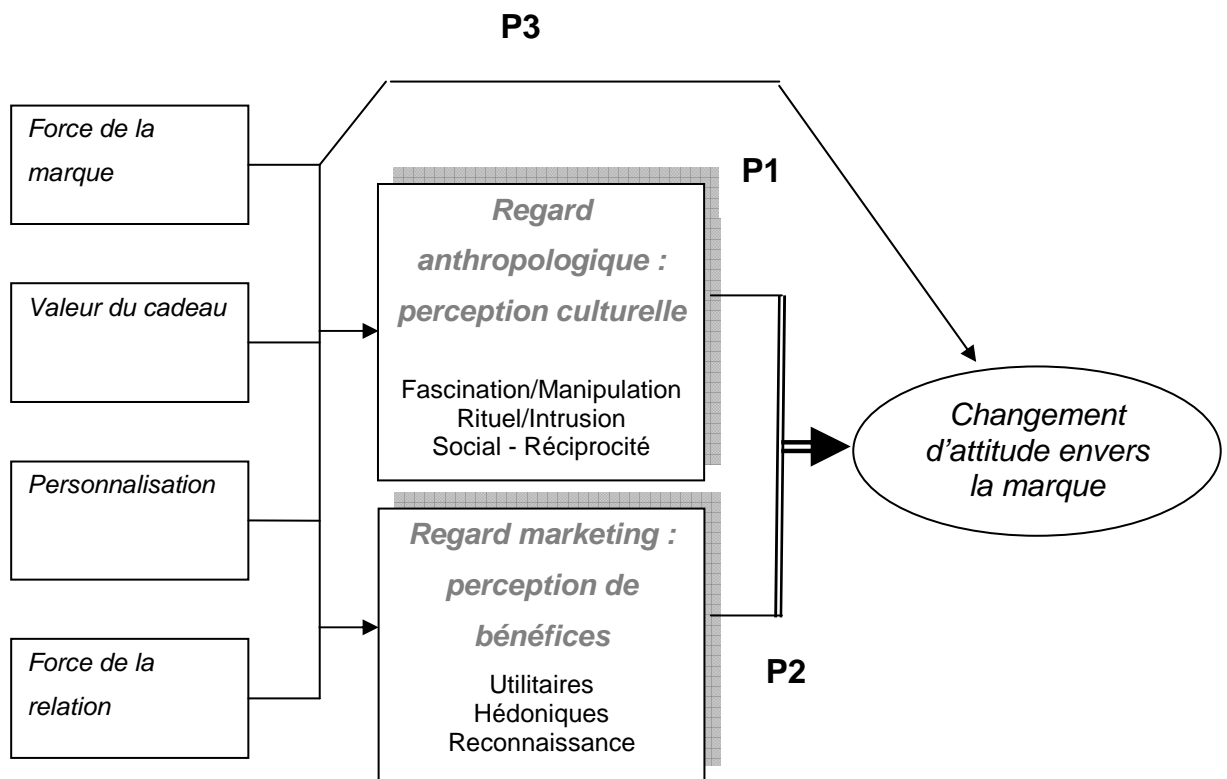 P3
Force de la
marque
Valeur du cadeau
Personnalisation
Force de la
relation
P1
Regard
anthropologique :
perception culturelle
Fascination/Manipulation
Rituel/Intrusion
Social - Réciprocité
Regard marketing :
perception de
bénéfices
Utilitaires
Hédoniques
Reconnaissance
P2
Changement
d’attitude envers
la marque